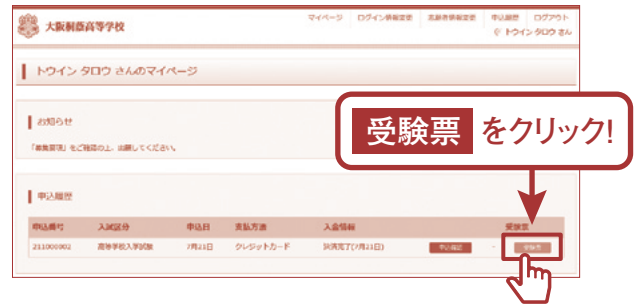 マイページ ログイン情報変更 志願者情報変更 申込履歴 ログアウト
大阪桐蔭高等学校
トウイン タロウ さん
トウイン タロウ さんのマイページ
お知らせ
「募集要項」をご確認の上、出願してください。
受験票 をクリック!
申込履歴
申込番号 入試区分 申込日 支払方法 入金情報 受験票
211000002 高等学校入学試験 7月21日 クレジットカード 決済完了(7月21日) 申込確認 - 受験票